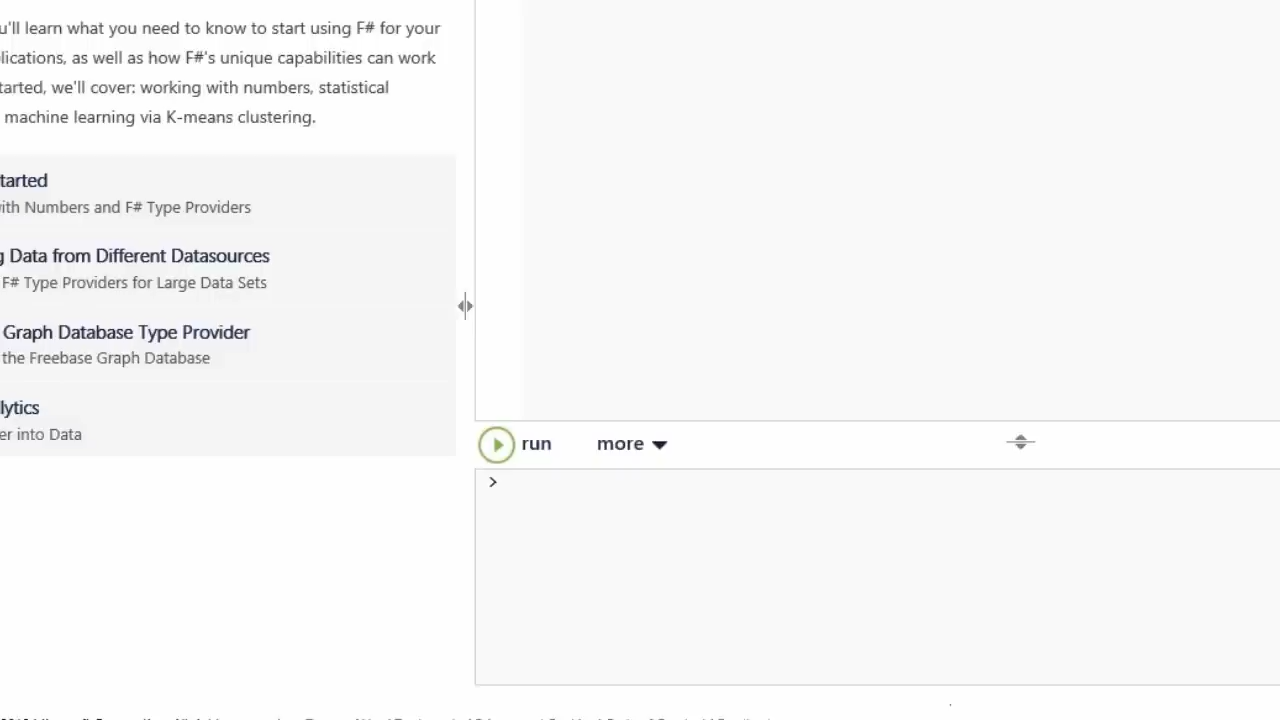 u'll learn what you need to know to start using F# for your
lications, as well as how F#'s unique capabilities can work
tarted, we'll cover: working with numbers, statistical
machine learning via K-means clustering.
tarted
with Numbers and F# Type Providers
g Data from Different Datasources
F# Type Providers for Large Data Sets
Graph Database Type Provider
the Freebase Graph Database
lytics
er into Data
run more
>